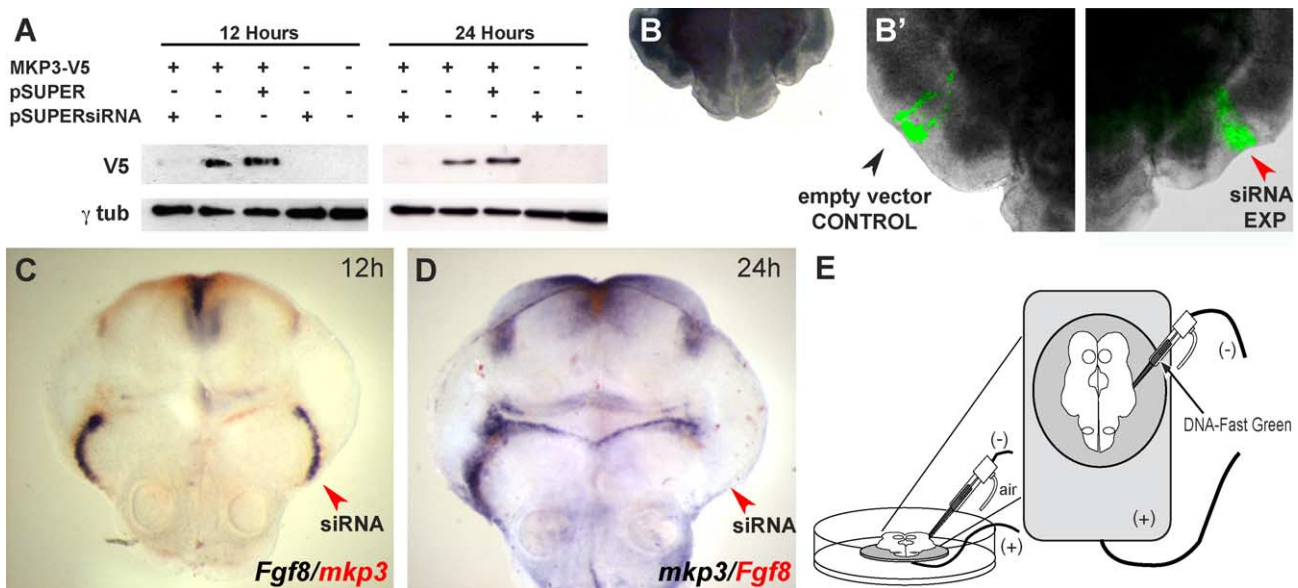 A
12 Hours
24 Hours
MKP3-V5 + + + - - + + + - -
pSUPER - - + - - - - + - -
pSUPERsiRNA + - - + - + - - + -
V5
γ tub
B
B'
empty vector
CONTROL
siRNA
EXP
C
12h
siRNA
Fgf8/mkp3
D
24h
siRNA
mkp3/Fgf8
E
(-)
DNA-Fast Green
(-)
air
(+)
(+)